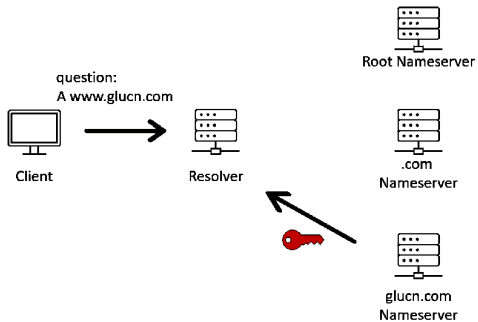 question:
A www.glucn.com
Client
Resolver
Root Nameserver
.com
Nameserver
glucn.com
Nameserver